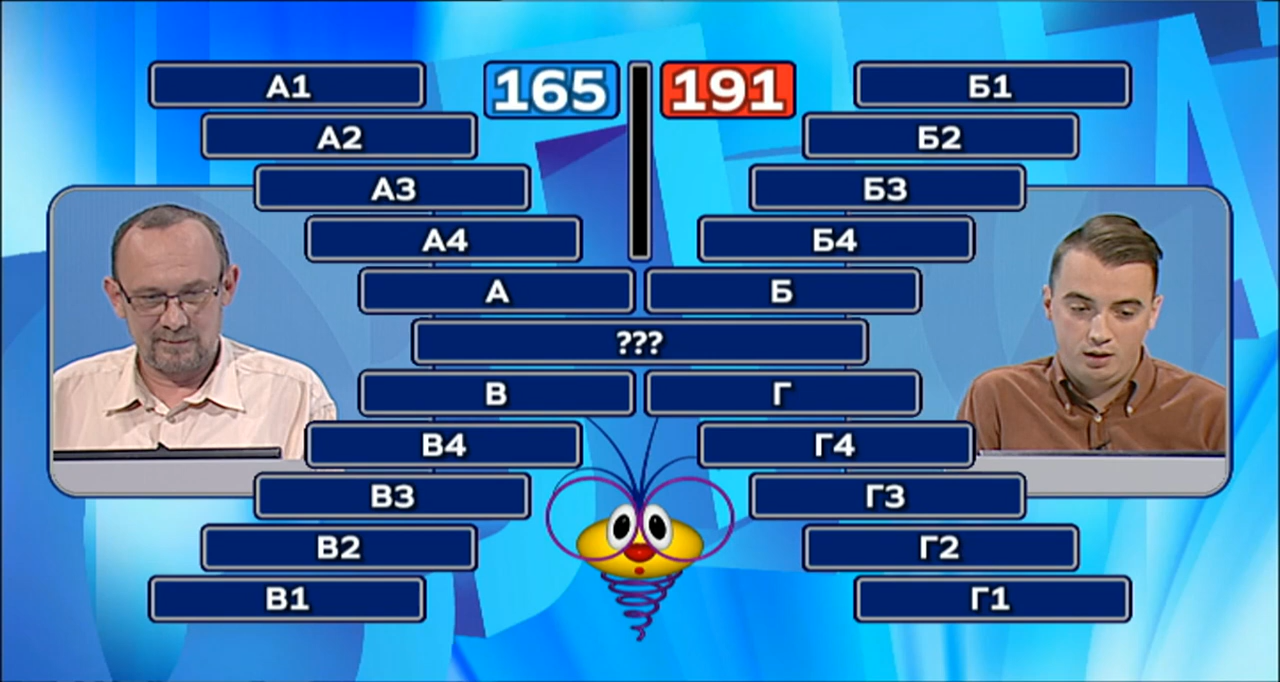 А1 165 191 Б1
А2 Б2
А3 Б3
А4 Б4
А Б
???
В Г
В4 Г4
В3 Г3
В2 Г2
В1 Г1